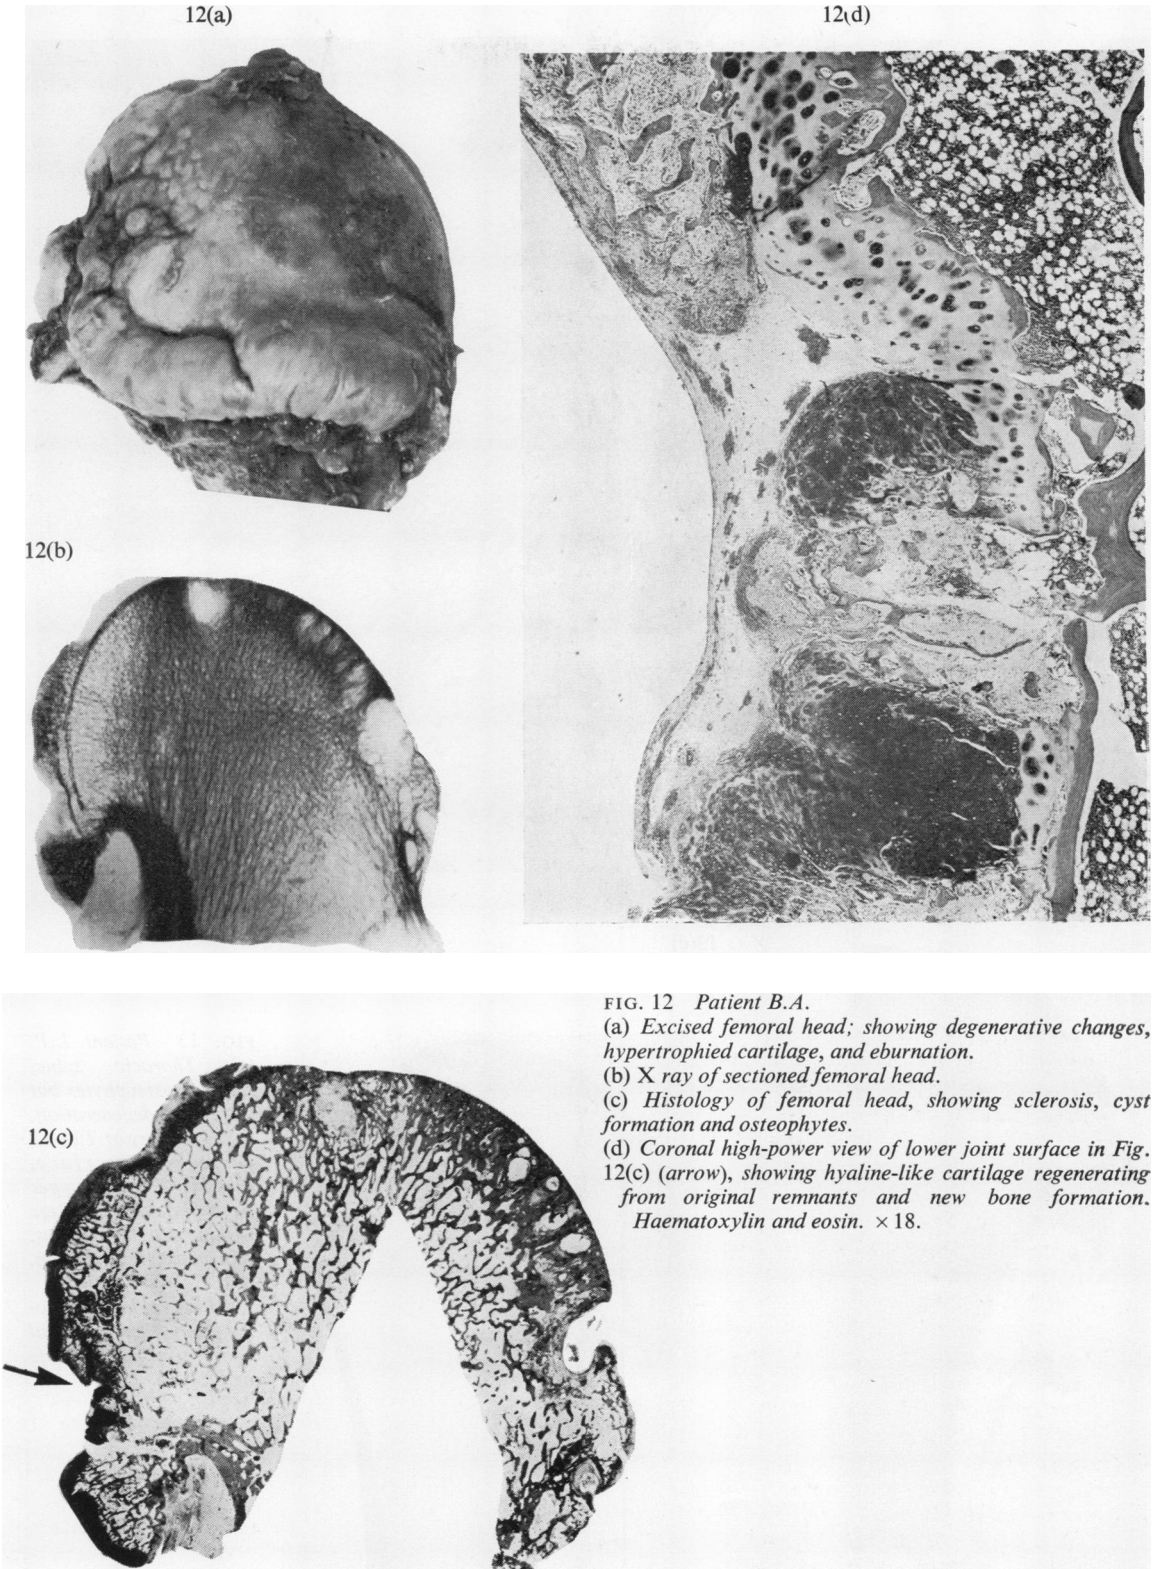 12(a)
12(d)
12(b)
12(c)
FIG. 12 Patient B.A.
(a) Excised femoral head; showing degenerative changes,
hypertrophied cartilage, and eburnation.
(b) X ray of sectioned femoral head.
(c) Histology of femoral head, showing sclerosis, cyst
formation and osteophytes.
(d) Coronal high-power view of lower joint surface in Fig.
12(c) (arrow), showing hyaline-like cartilage regenerating
from original remnants and new bone formation.
Haematoxylin and eosin. × 18.